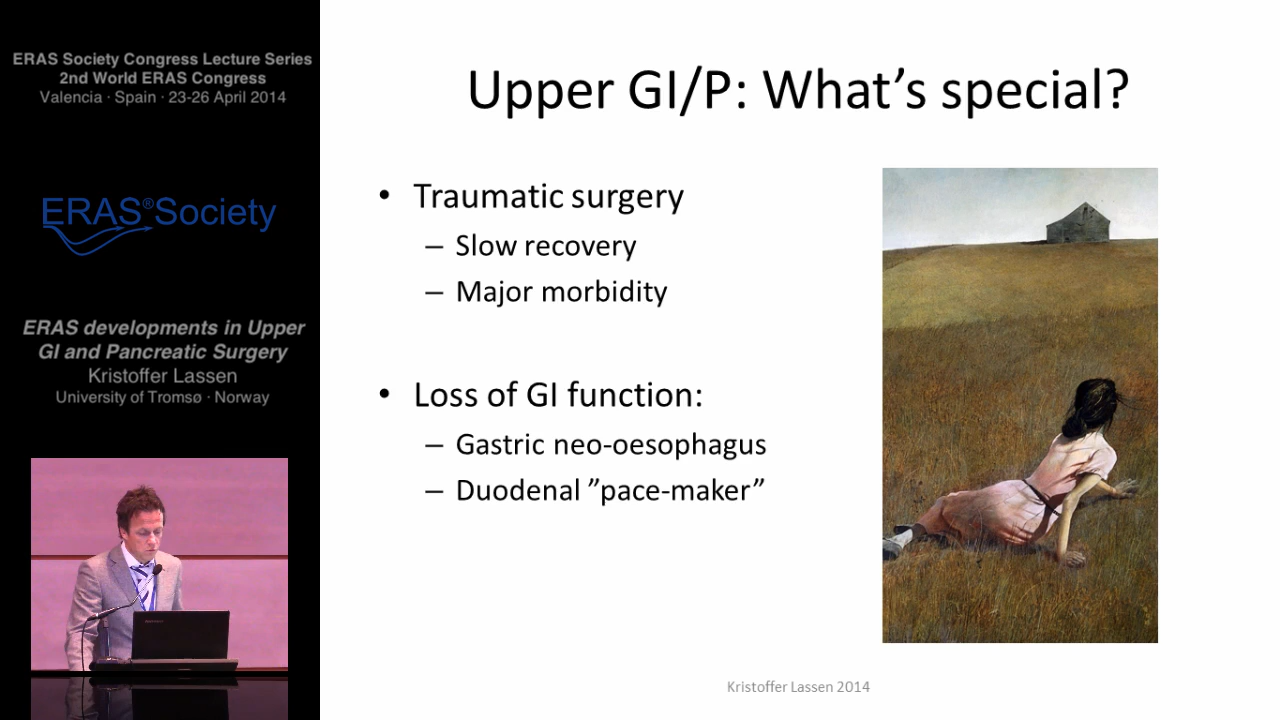 ERAS Society Congress Lecture Series
2nd World ERAS Congress
Valencia · Spain · 23-26 April 2014
ERAS®Society
ERAS developments in Upper
GI and Pancreatic Surgery
Kristoffer Lassen
University of Tromsø · Norway
Upper GI/P: What’s special?
• Traumatic surgery
– Slow recovery
– Major morbidity
• Loss of GI function:
– Gastric neo-oesophagus
– Duodenal ”pace-maker”
Kristoffer Lassen 2014